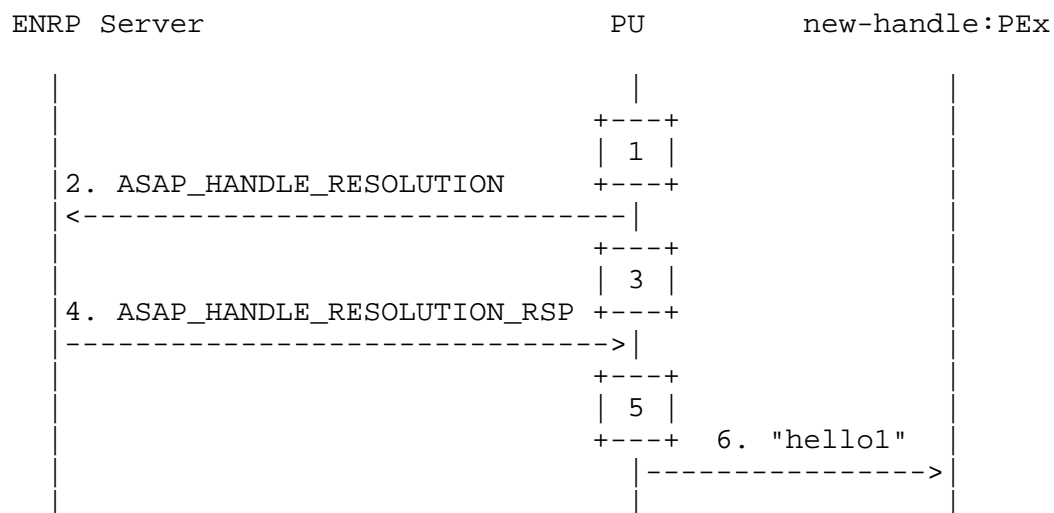 ENRP Server PU new-handle:PEx
1
2. ASAP_HANDLE_RESOLUTION
3
4. ASAP_HANDLE_RESOLUTION_RSP
5
6. "hello1"